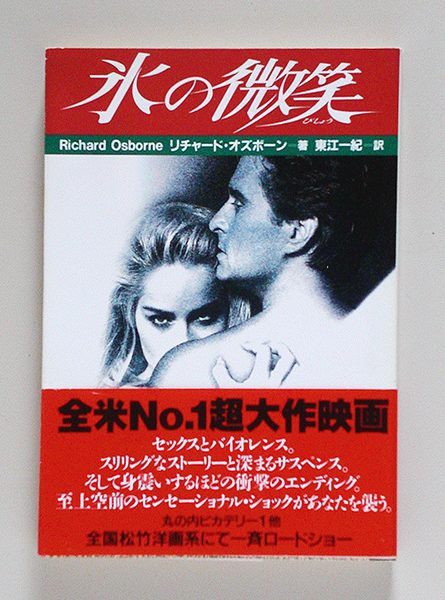 氷の微笑
びしょう
Richard Osborne リチャード・オズボーン=著 東江一紀=訳
全米No.1超大作映画
セックスとバイオレンス。
スリリングなストーリーと深まるサスペンス。
そして身震いするほどの衝撃のエンディング。
至上空前のセンセーショナル・ショックがあなたを襲う。
丸の内ピカデリー1他
全国松竹洋画系にて一斉ロードショー